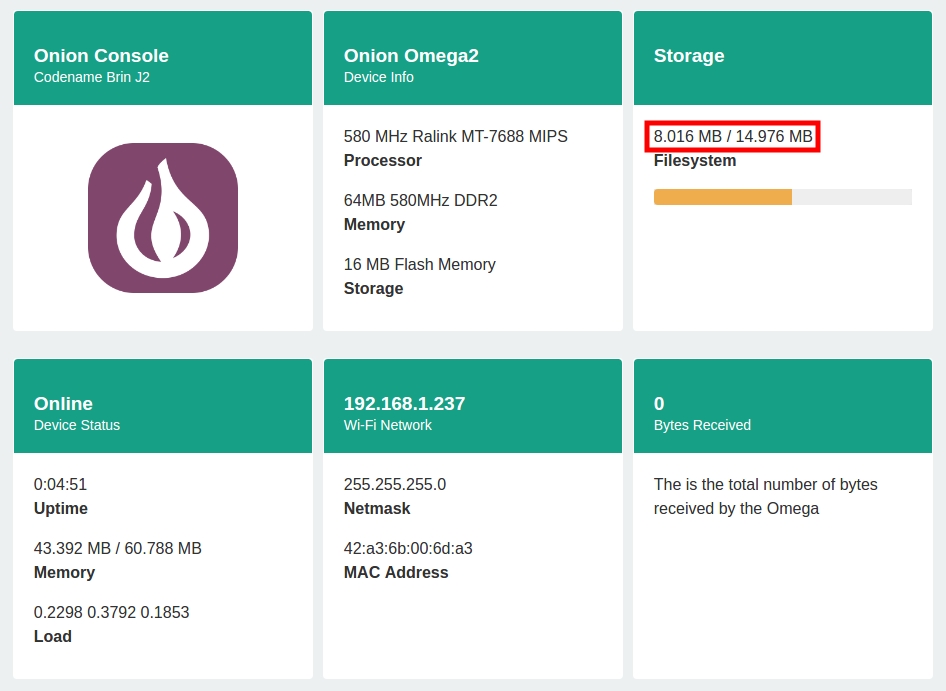 Onion Console
Codename Brin J2
Onion Omega2
Device Info
580 MHz Ralink MT-7688 MIPS
Processor
64MB 580MHz DDR2
Memory
16 MB Flash Memory
Storage
Storage
8.016 MB / 14.976 MB
Filesystem
Online
Device Status
0:04:51
Uptime
43.392 MB / 60.788 MB
Memory
0.2298 0.3792 0.1853
Load
192.168.1.237
Wi-Fi Network
255.255.255.0
Netmask
42:a3:6b:00:6d:a3
MAC Address
0
Bytes Received
The is the total number of bytes
received by the Omega